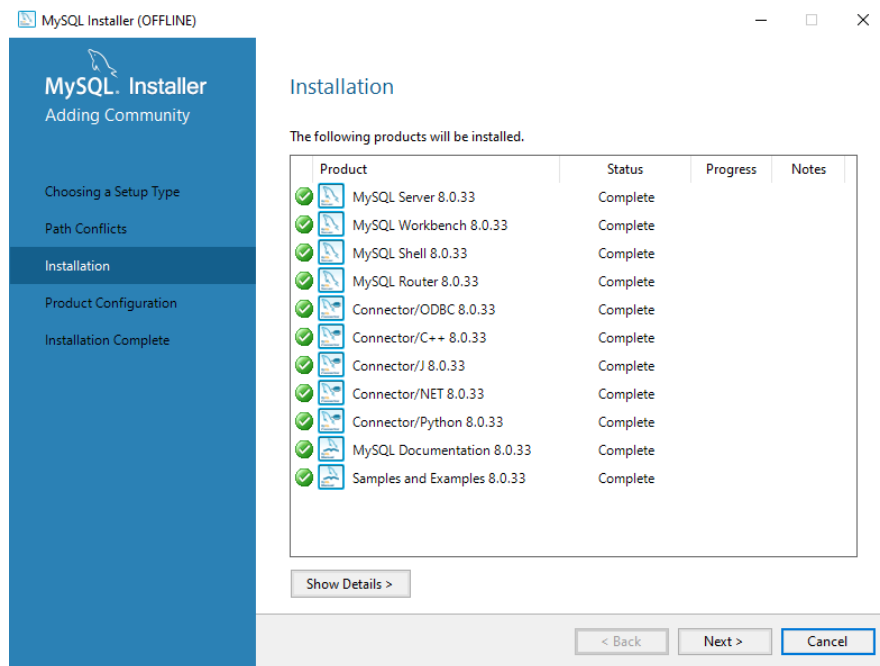 MySQL Installer (OFFLINE)
MySQL. Installer
Adding Community
Choosing a Setup Type
Path Conflicts
Installation
Product Configuration
Installation Complete
Installation
The following products will be installed.
Product Status Progress Notes
MySQL Server 8.0.33 Complete
MySQL Workbench 8.0.33 Complete
MySQL Shell 8.0.33 Complete
MySQL Router 8.0.33 Complete
Connector/ODBC 8.0.33 Complete
Connector/C++ 8.0.33 Complete
Connector/J 8.0.33 Complete
Connector/NET 8.0.33 Complete
Connector/Python 8.0.33 Complete
MySQL Documentation 8.0.33 Complete
Samples and Examples 8.0.33 Complete
Show Details >
< Back Next > Cancel